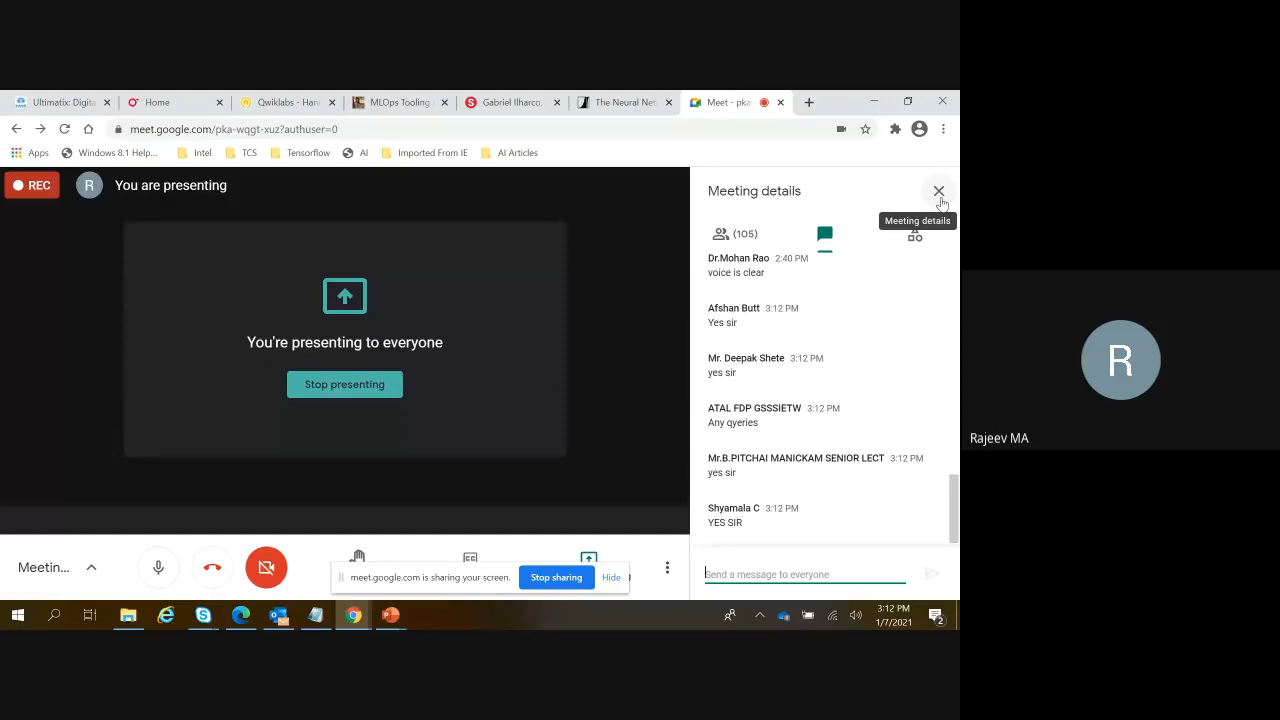 Ultimatix: Digita
Home
Qwiklabs - Han
MLOps Tooling
Gabriel Ilharco.
The Neural Net
Meet - pka
meet.google.com/pka-wqgt-xuz?authuser=0
Apps
Windows 8.1 Help...
Intel
TCS
Tensorflow
AI
Imported From IE
AI Articles
REC
R
You are presenting
Meeting details
Meeting details
(105)
Dr.Mohan Rao 2:40 PM
voice is clear
Afshan Butt 3:12 PM
Yes sir
Mr. Deepak Shete 3:12 PM
yes sir
ATAL FDP GSSSIETW 3:12 PM
Any qyeries
Mr.B.PITCHAI MANICKAM SENIOR LECT 3:12 PM
yes sir
Shyamala C 3:12 PM
YES SIR
You're presenting to everyone
Stop presenting
R
Rajeev MA
Meetin...
meet.google.com is sharing your screen.
Stop sharing
Hide
Send a message to everyone
3:12 PM
1/7/2021
2